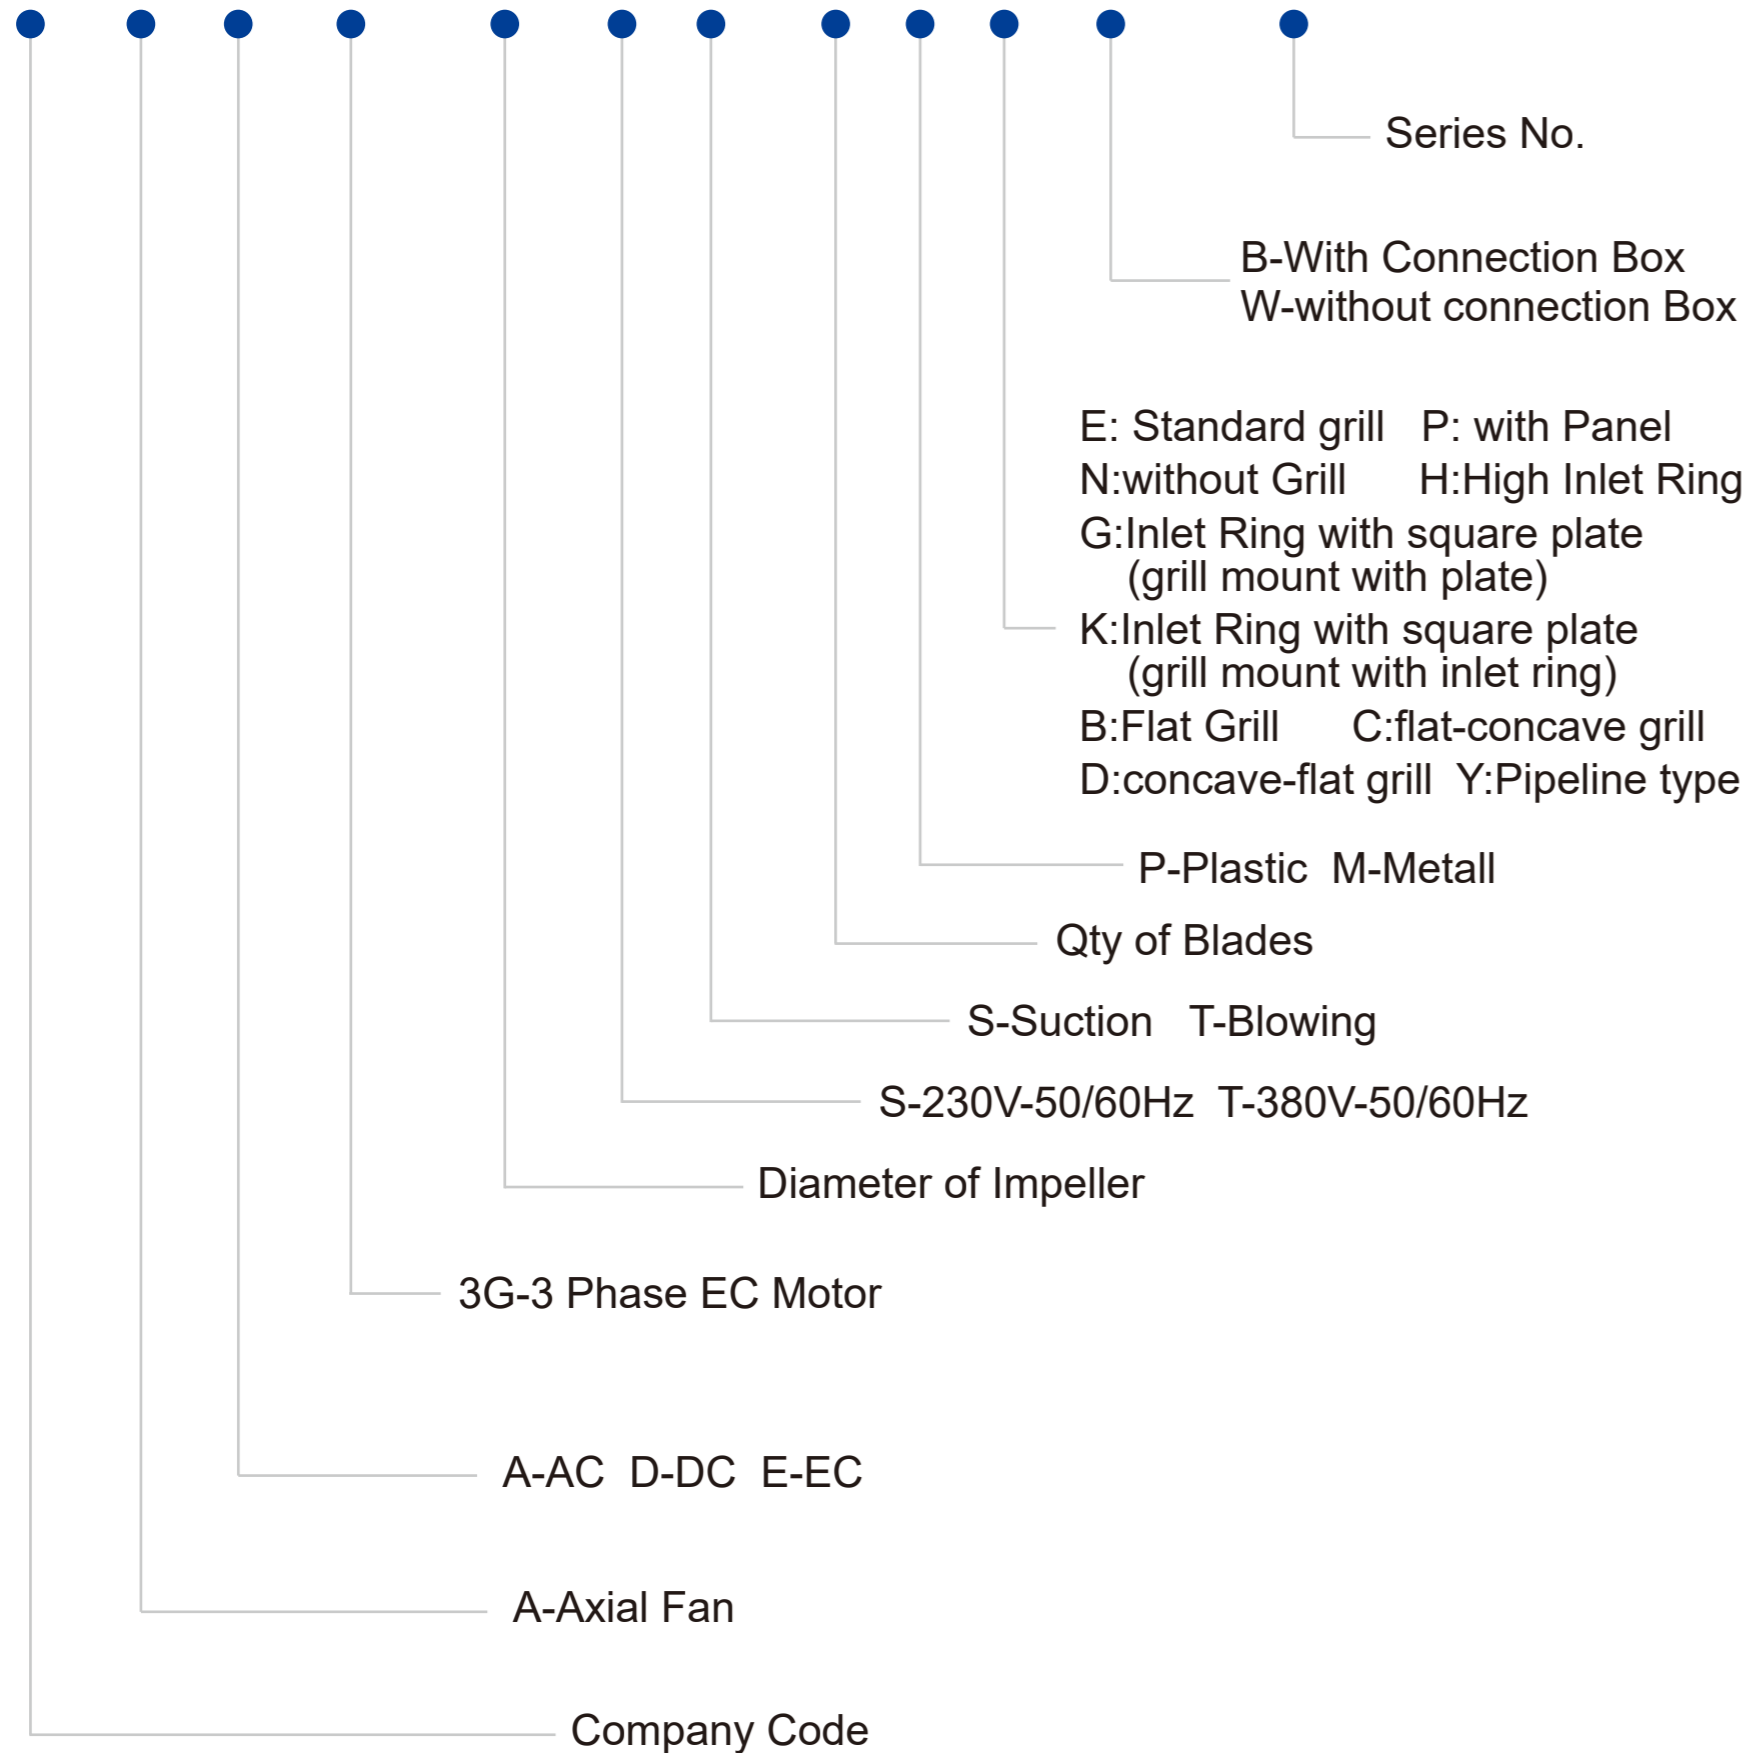 Series No.
B-With Connection Box
W-without connection Box
E: Standard grill P: with Panel
N:without Grill H:High Inlet Ring
G:Inlet Ring with square plate
(grill mount with plate)
K:Inlet Ring with square plate
(grill mount with inlet ring)
B:Flat Grill C:flat-concave grill
D:concave-flat grill Y:Pipeline type
P-Plastic M-Metall
Qty of Blades
S-Suction T-Blowing
S-230V-50/60Hz T-380V-50/60Hz
Diameter of Impeller
3G-3 Phase EC Motor
A-AC D-DC E-EC
A-Axial Fan
Company Code